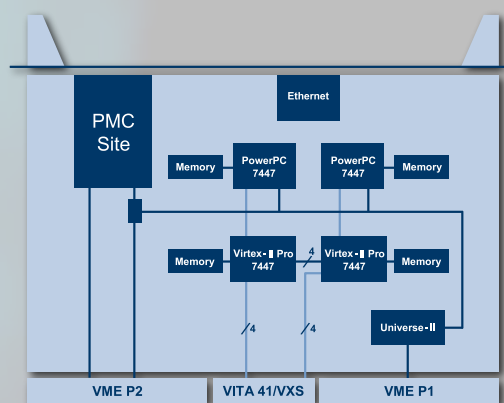 Ethernet
PMC
Site
Memory
PowerPC
7447
PowerPC
7447
Memory
Memory
Virtex-II Pro
7447
4
Virtex-II Pro
7447
Memory
4
4
Universe-II
VME P2
VITA 41/VXS
VME P1